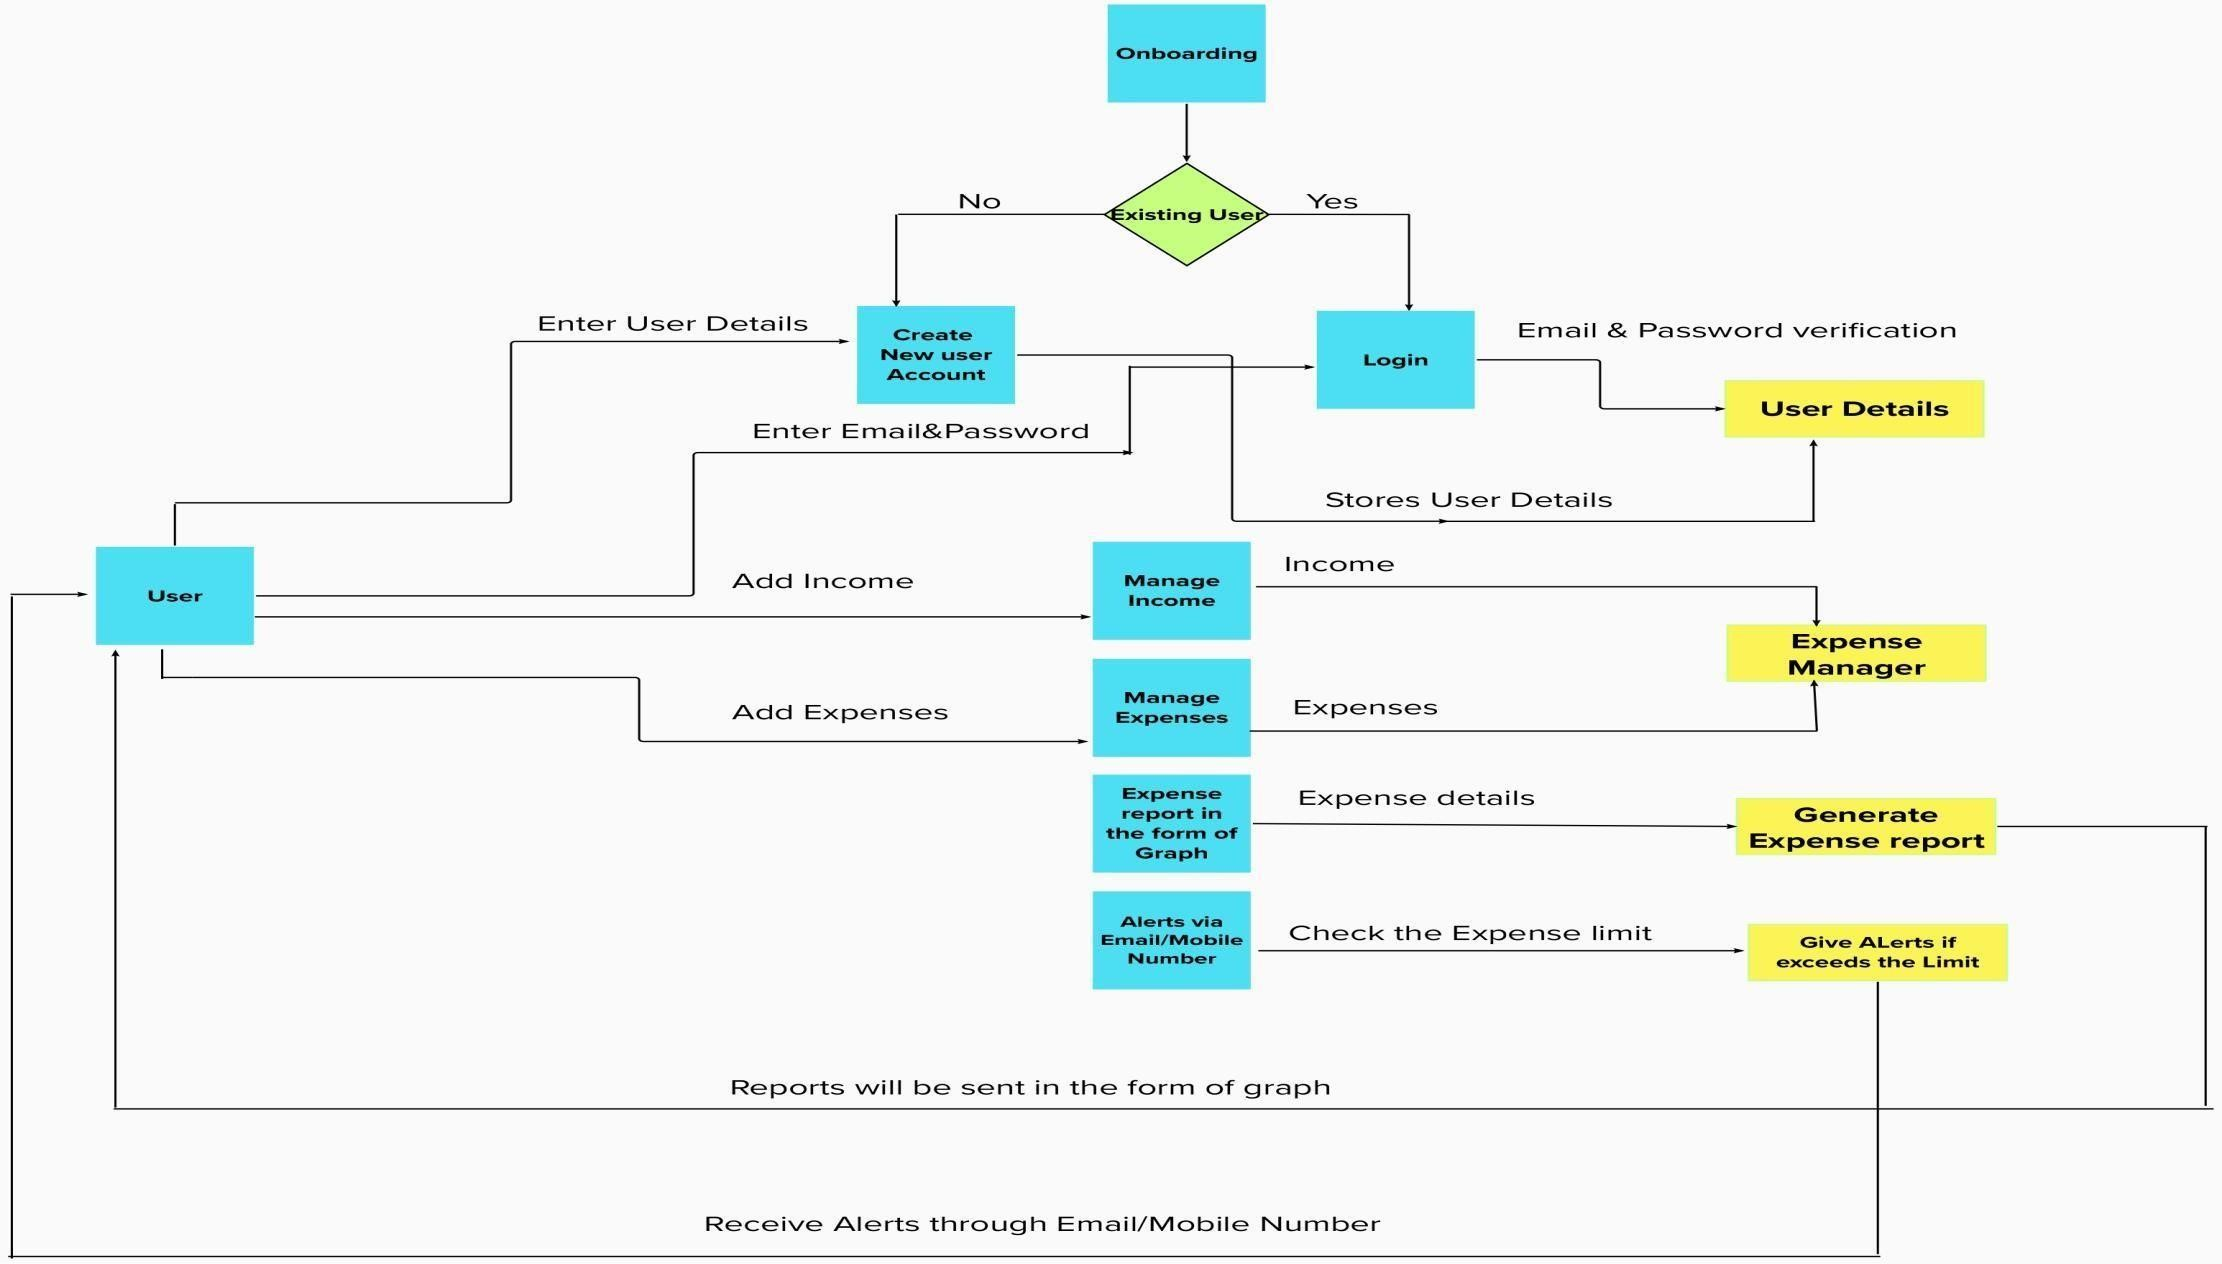 Onboarding
No
Existing User
Yes
Enter User Details
Create
New user
Account
Login
Email & Password verification
User Details
Enter Email&Password
Stores User Details
User
Add Income
Manage
Income
Income
Expense
Manager
Add Expenses
Manage
Expenses
Expenses
Expense
report in
the form of
Graph
Expense details
Generate
Expense report
Alerts via
Email/Mobile
Number
Check the Expense limit
Give ALerts if
exceeds the Limit
Reports will be sent in the form of graph
Receive Alerts through Email/Mobile Number